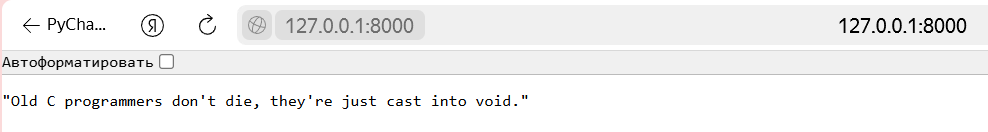 ← PyCha... Я 127.0.0.1:8000 127.0.0.1:8000
Автоформатировать
"Old C programmers don't die, they're just cast into void."